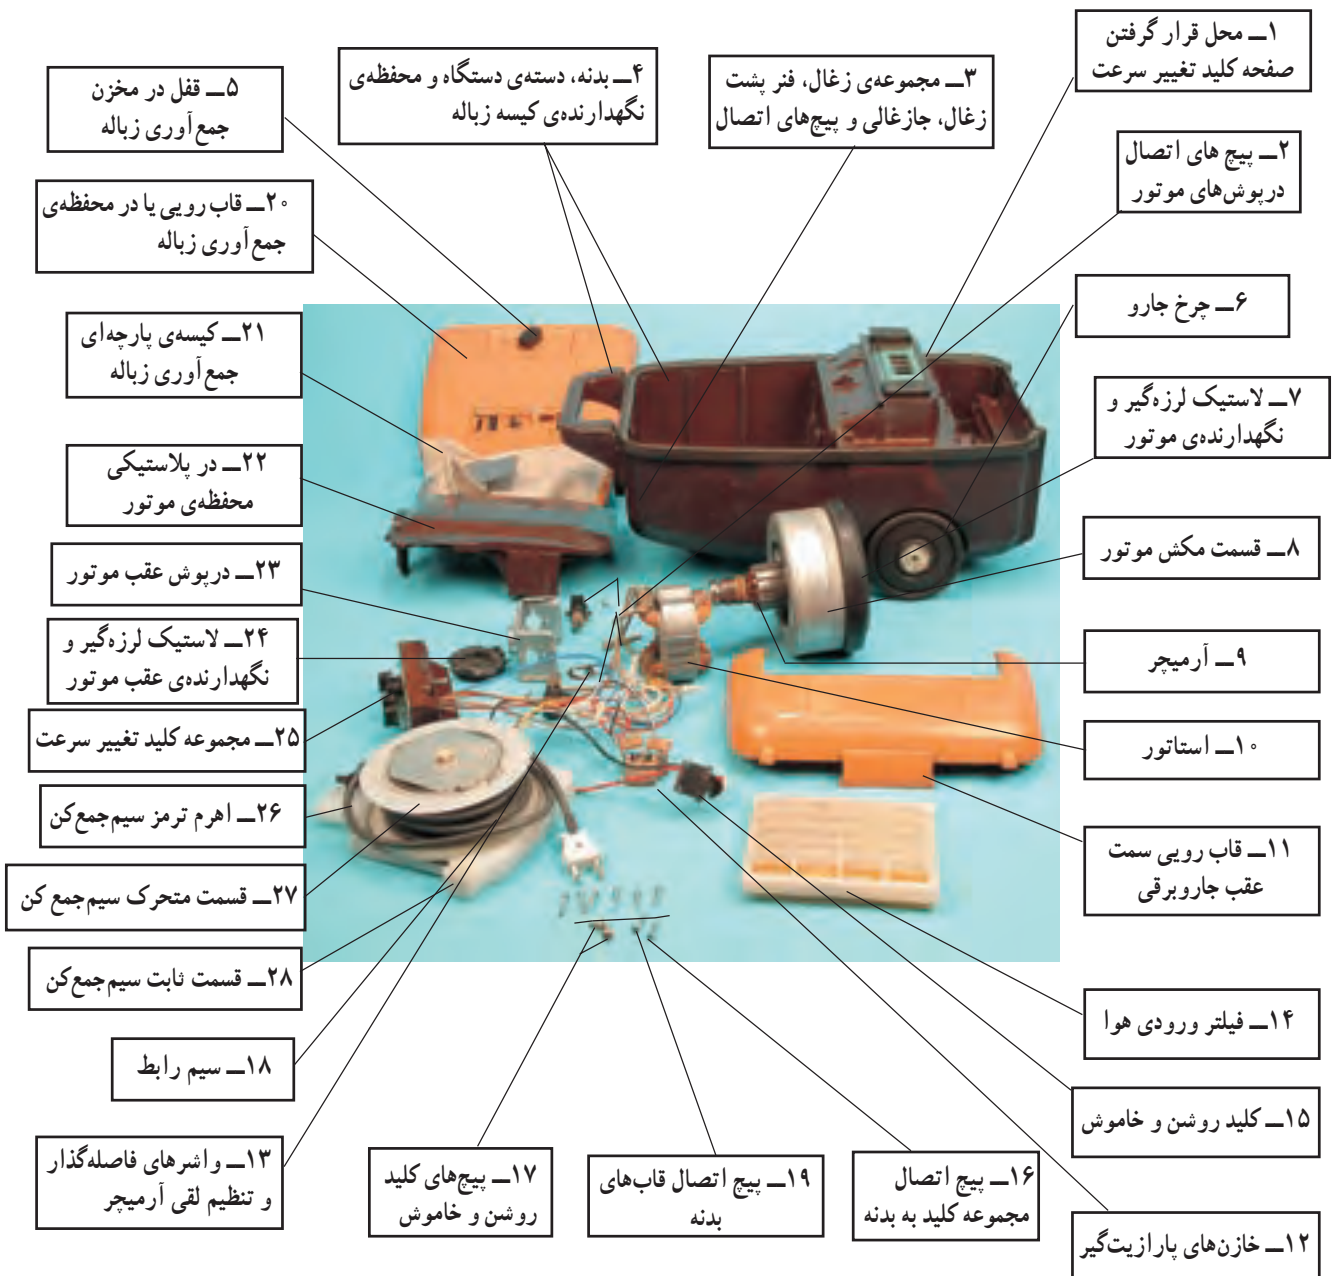 ۱ــ محل قرار گرفتن
صفحه کلید تغییر سرعت
۲ــ پیچ های اتصال
درپوش‌های موتور
۳ــ مجموعه‌ی زغال، فنر پشت
زغال، جازغالی و پیچ‌های اتصال
۴ــ بدنه، دسته‌ی دستگاه و محفظه‌ی
نگهدارنده‌ی کیسه زباله
۵ــ قفل در مخزن
جمع‌آوری زباله
۲۰ــ قاب رویی یا در محفظه‌ی
جمع‌آوری زباله
۶ــ چرخ جارو
۲۱ــ کیسه‌ی پارچه‌ای
جمع‌آوری زباله
۷ــ لاستیک لرزه‌گیر و
نگهدارنده‌ی موتور
۲۲ــ در پلاستیکی
محفظه‌ی موتور
۸ــ قسمت مکش موتور
۲۳ــ درپوش عقب موتور
۹ــ آرمیچر
۲۴ــ لاستیک لرزه‌گیر و
نگهدارنده‌ی عقب موتور
۱۰ــ استاتور
۲۵ــ مجموعه کلید تغییر سرعت
۲۶ــ اهرم ترمز سیم‌جمع‌کن
۱۱ــ قاب رویی سمت
عقب جاروبرقی
۲۷ــ قسمت متحرک سیم‌جمع کن
۲۸ــ قسمت ثابت سیم‌جمع‌کن
۱۴ــ فیلتر ورودی هوا
۱۸ــ سیم رابط
۱۵ــ کلید روشن و خاموش
۱۳ــ واشرهای فاصله‌گذار
و تنظیم لقی آرمیچر
۱۷ــ پیچ‌های کلید
روشن و خاموش
۱۹ــ پیچ اتصال قاب‌های
بدنه
۱۶ــ پیچ اتصال
مجموعه کلید به بدنه
۱۲ــ خازن‌های پارازیت‌گیر